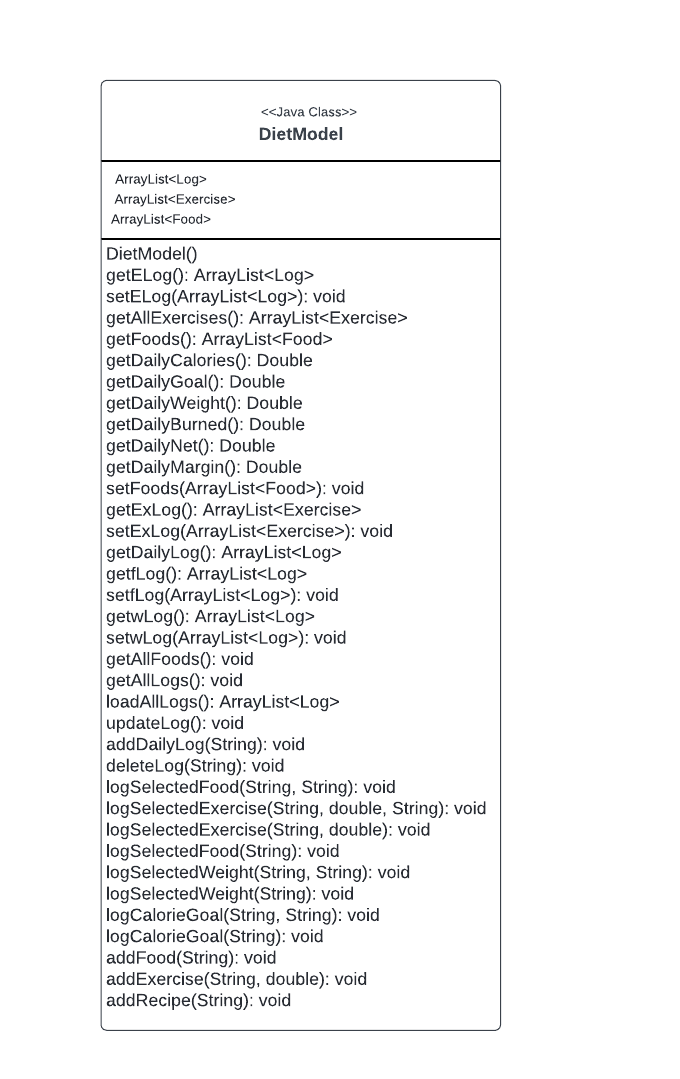 <<Java Class>>
DietModel
ArrayList<Log>
ArrayList<Exercise>
ArrayList<Food>
DietModel()
getELog(): ArrayList<Log>
setELog(ArrayList<Log>): void
getAllExercises(): ArrayList<Exercise>
getFoods(): ArrayList<Food>
getDailyCalories(): Double
getDailyGoal(): Double
getDailyWeight(): Double
getDailyBurned(): Double
getDailyNet(): Double
getDailyMargin(): Double
setFoods(ArrayList<Food>): void
getExLog(): ArrayList<Exercise>
setExLog(ArrayList<Exercise>): void
getDailyLog(): ArrayList<Log>
getfLog(): ArrayList<Log>
setfLog(ArrayList<Log>): void
getwLog(): ArrayList<Log>
setwLog(ArrayList<Log>): void
getAllFoods(): void
getAllLogs(): void
loadAllLogs(): ArrayList<Log>
updateLog(): void
addDailyLog(String): void
deleteLog(String): void
logSelectedFood(String, String): void
logSelectedExercise(String, double, String): void
logSelectedExercise(String, double): void
logSelectedFood(String): void
logSelectedWeight(String, String): void
logSelectedWeight(String): void
logCalorieGoal(String, String): void
logCalorieGoal(String): void
addFood(String): void
addExercise(String, double): void
addRecipe(String): void